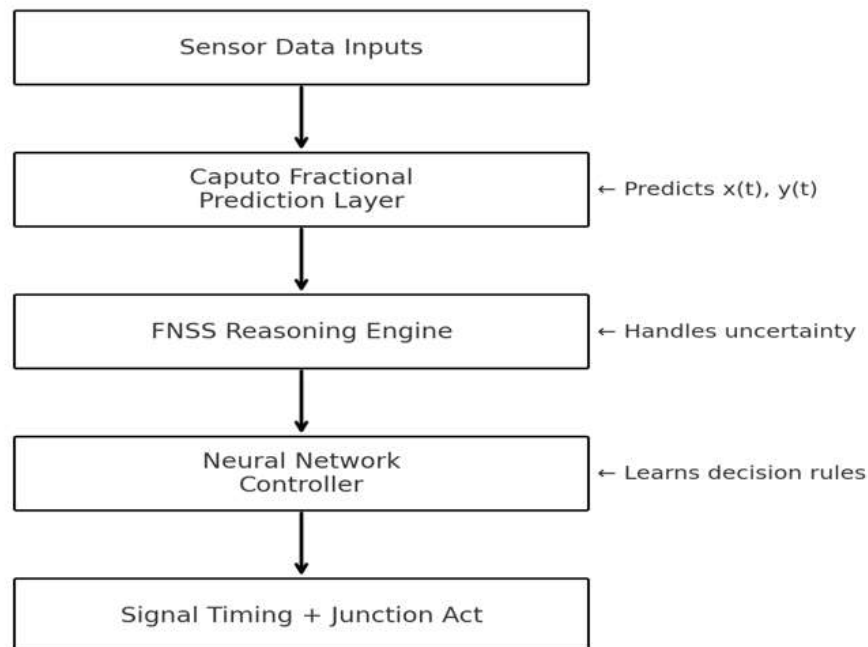 Sensor Data Inputs
Caputo Fractional
Prediction Layer
← Predicts x(t), y(t)
FNSS Reasoning Engine
← Handles uncertainty
Neural Network
Controller
← Learns decision rules
Signal Timing + Junction Act